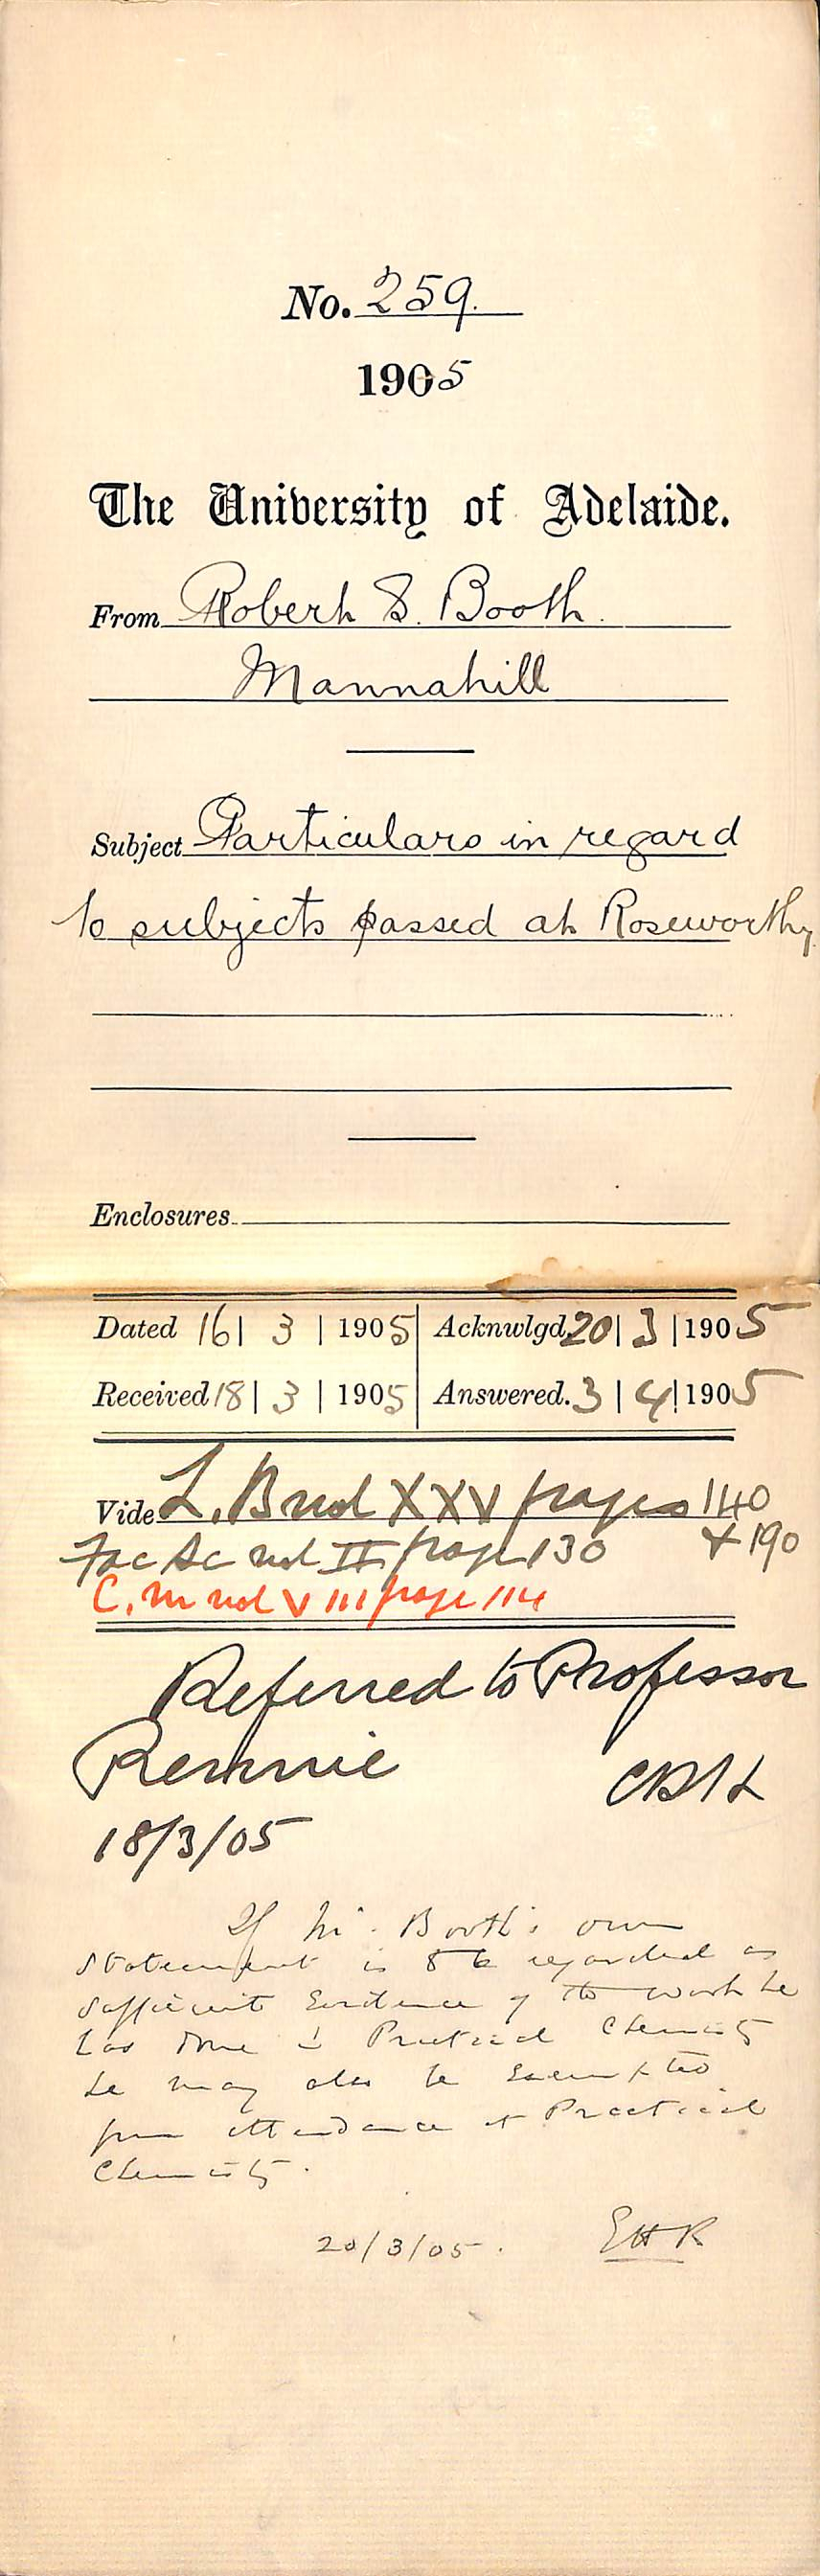 No. 259.
1905
The University of Adelaide.
From Robert S. Booth.
Mannahill
Subject Particulars in regard
to subjects passed at Roseworthy
Enclosures
Dated 16 | 3 | 1905 Acknwlgd. 20 | 3 | 1905
Received 18 | 3 | 1905 Answered. 3 | 4 | 1905
Vide L. B vol XXV pages 140
& 190
Fac Sc vol II page 130
C. M vol VIII page 114
Referred to Professor
Rennie
18/3/05
If Mr. Booth's own
statement is to be regarded as
sufficient evidence of the work he
has done in Practical Chemistry
he may also be exempted
from attendance at Practical
Chemistry.
20/3/05. EHR